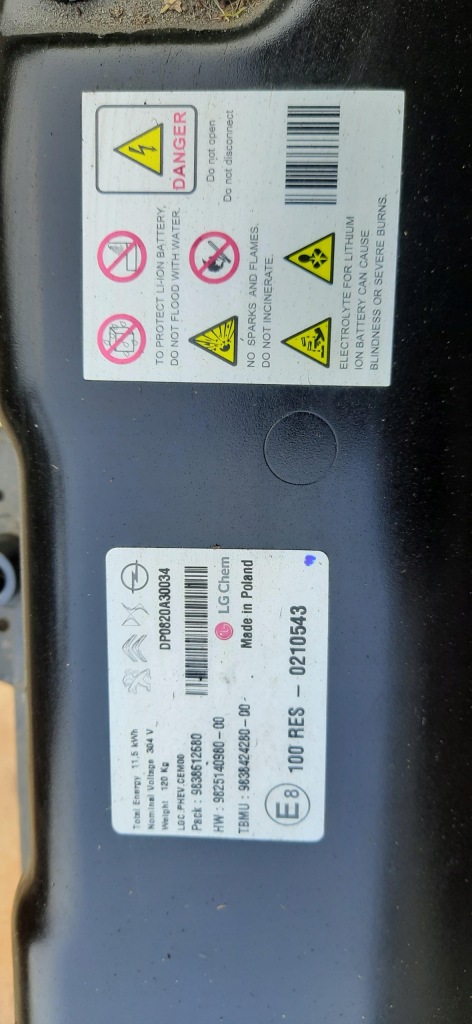 DANGER
Do not open
Do not disconnect
TO PROTECT LI-ION BATTERY,
DO NOT FLOOD WITH WATER.
NO SPARKS AND FLAMES.
DO NOT INCINERATE.
ELECTROLYTE FOR LITHIUM
ION BATTERY CAN CAUSE
BLINDNESS OR SEVERE BURNS.
Total Energy 11,5 kWh
Nominal Voltage 304 V
Weight 120 Kg
LGC.PHEV.CEMOD
Pack : 9838612680
HW : 9825140980-00
TBMU : 9838424280-00
DS
DP0820A30034
LG Chem
Made in Poland
E8 100 RES - 0210543